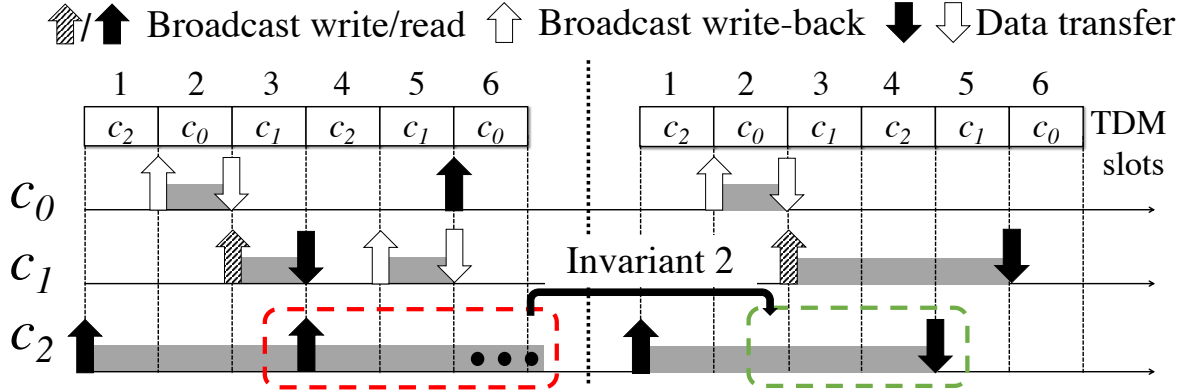 / Broadcast write/read Broadcast write-back Data transfer
1 2 3 4 5 6 1 2 3 4 5 6
c2 c0 c1 c2 c1 c0 c2 c0 c1 c2 c1 c0 TDM
slots
c0
c1 Invariant 2
c2